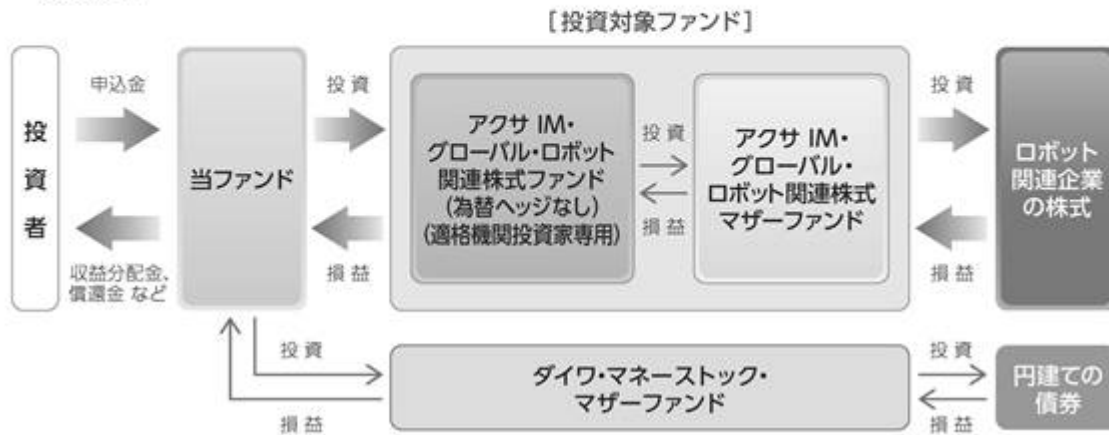 [投資対象ファンド]
投資者
申込金
収益分配金、
償還金 など
当ファンド
投資
損益
アクサ IM・
グローバル・ロボット
関連株式ファンド
(為替ヘッジなし)
(適格機関投資家専用)
投資
損益
アクサ IM・
グローバル・
ロボット関連株式
マザーファンド
投資
損益
ロボット
関連企業
の株式
投資
損益
ダイワ・マネーストック・
マザーファンド
投資
損益
円建ての
債券